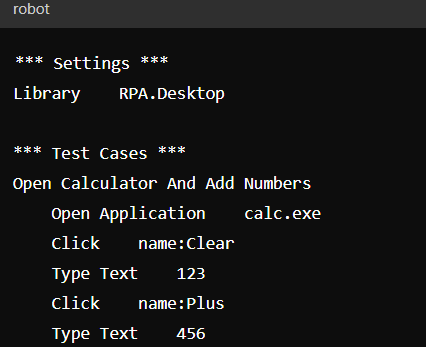 robot
*** Settings ***
Library    RPA.Desktop
*** Test Cases ***
Open Calculator And Add Numbers
    Open Application    calc.exe
    Click    name:Clear
    Type Text    123
    Click    name:Plus
    Type Text    456